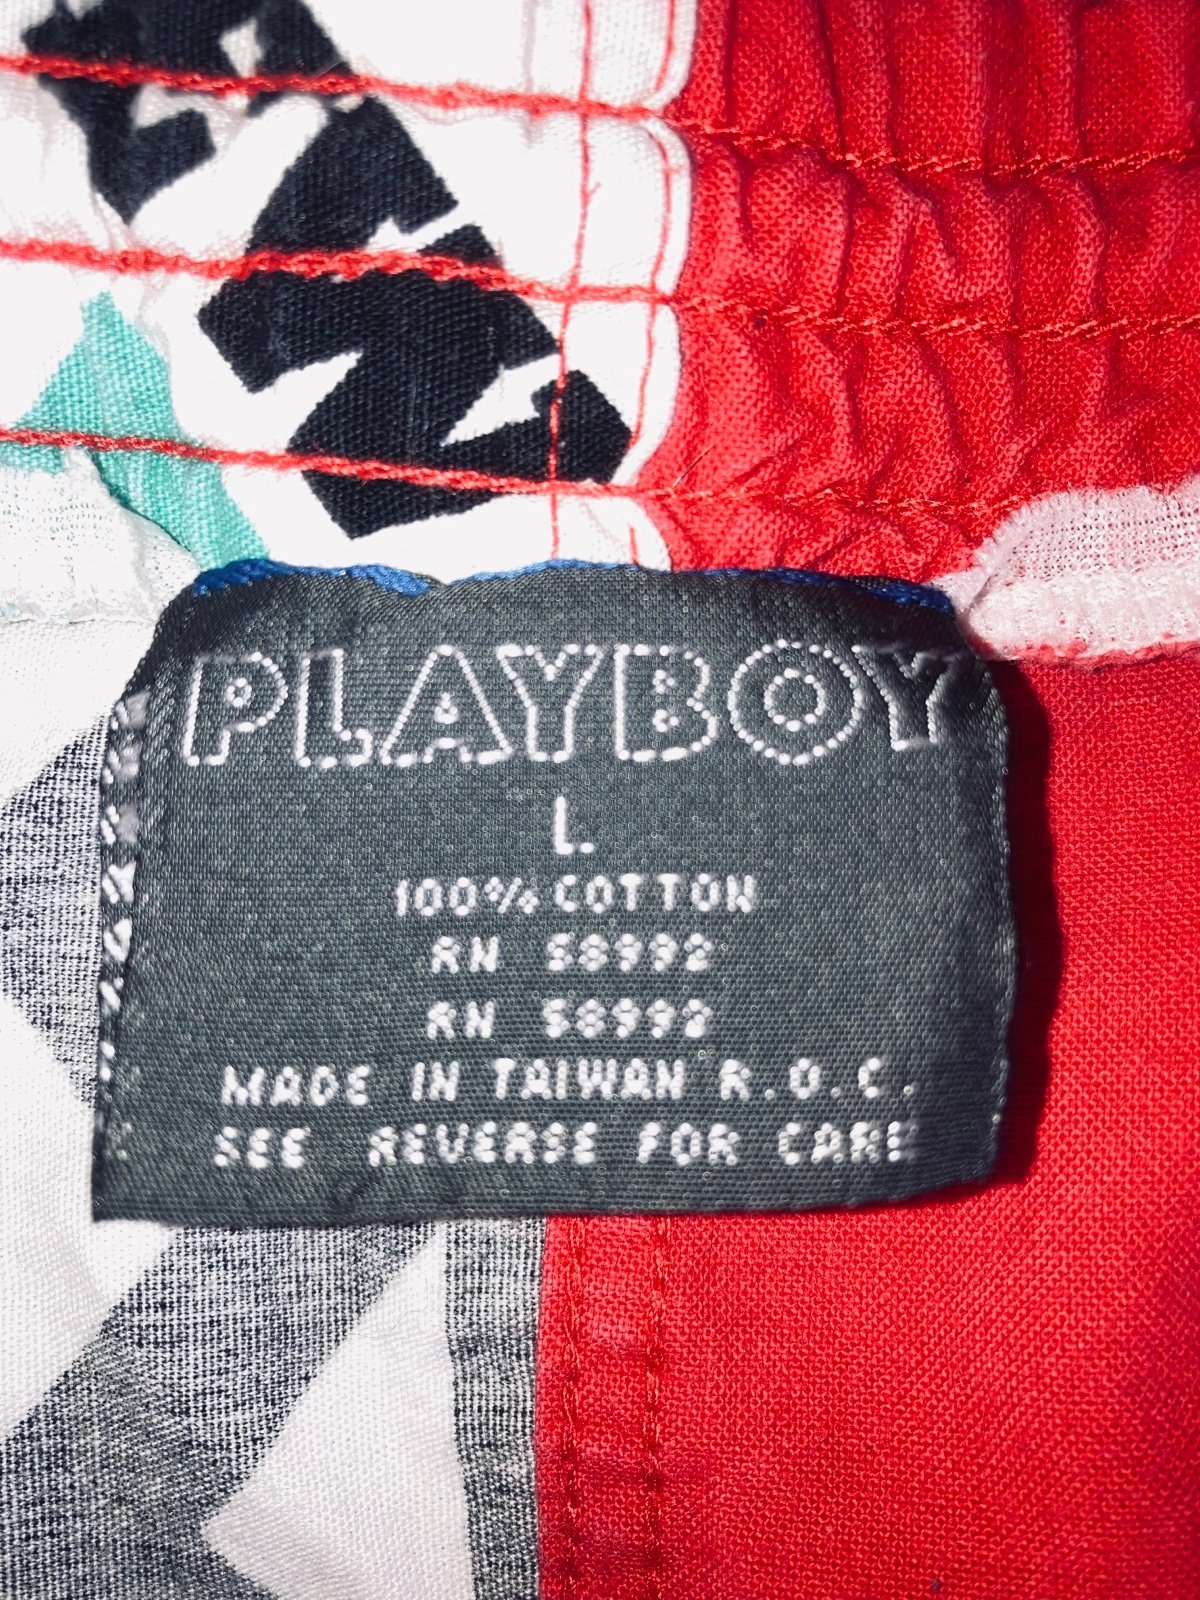 PLAYBOY
L.
100% COTTON
RN 58992
RN 58992
MADE IN TAIWAN R.O.C.
SEE REVERSE FOR CARE